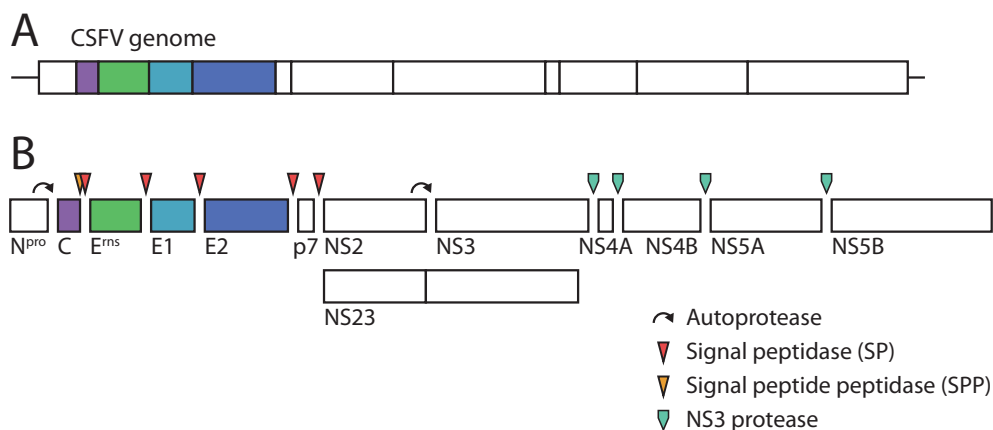 A CSFV genome
B
Nᵖʳᵒ C Eʳⁿˢ E1 E2 p7 NS2 NS3 NS4A NS4B NS5A NS5B
NS23
Autoprotease
Signal peptidase (SP)
Signal peptide peptidase (SPP)
NS3 protease